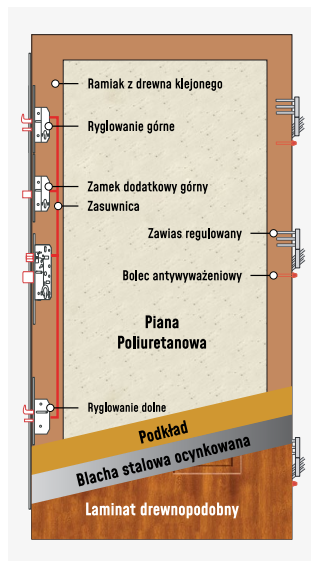 Ramiak z drewna klejonego
Ryglowanie górne
Zamek dodatkowy górny
Zasuwnica
Zawias regulowany
Bolec antywyważeniowy
Piana
Poliuretanowa
Ryglowanie dolne
Podkład
Blacha stalowa ocynkowana
Laminat drewnopodobny